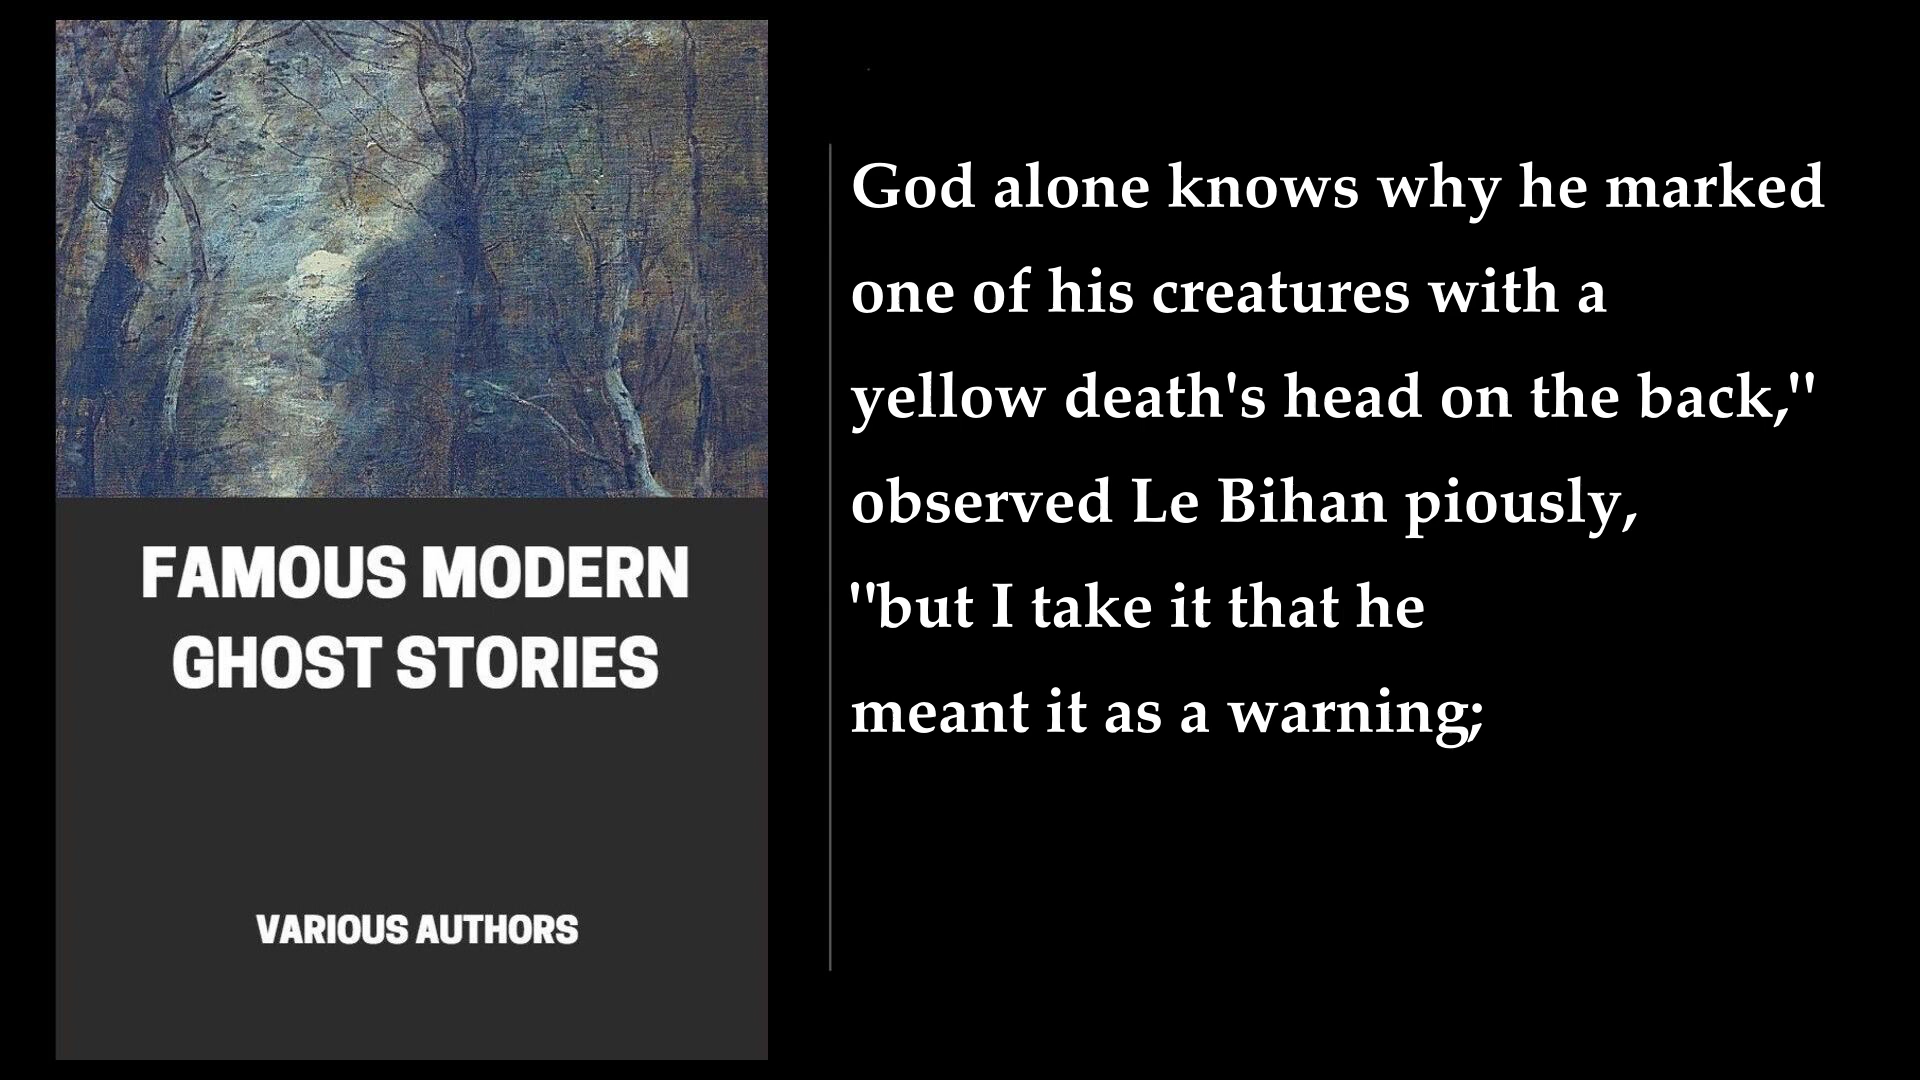 FAMOUS MODERN
GHOST STORIES
VARIOUS AUTHORS
God alone knows why he marked
one of his creatures with a
yellow death's head on the back,"
observed Le Bihan piously,
"but I take it that he
meant it as a warning;